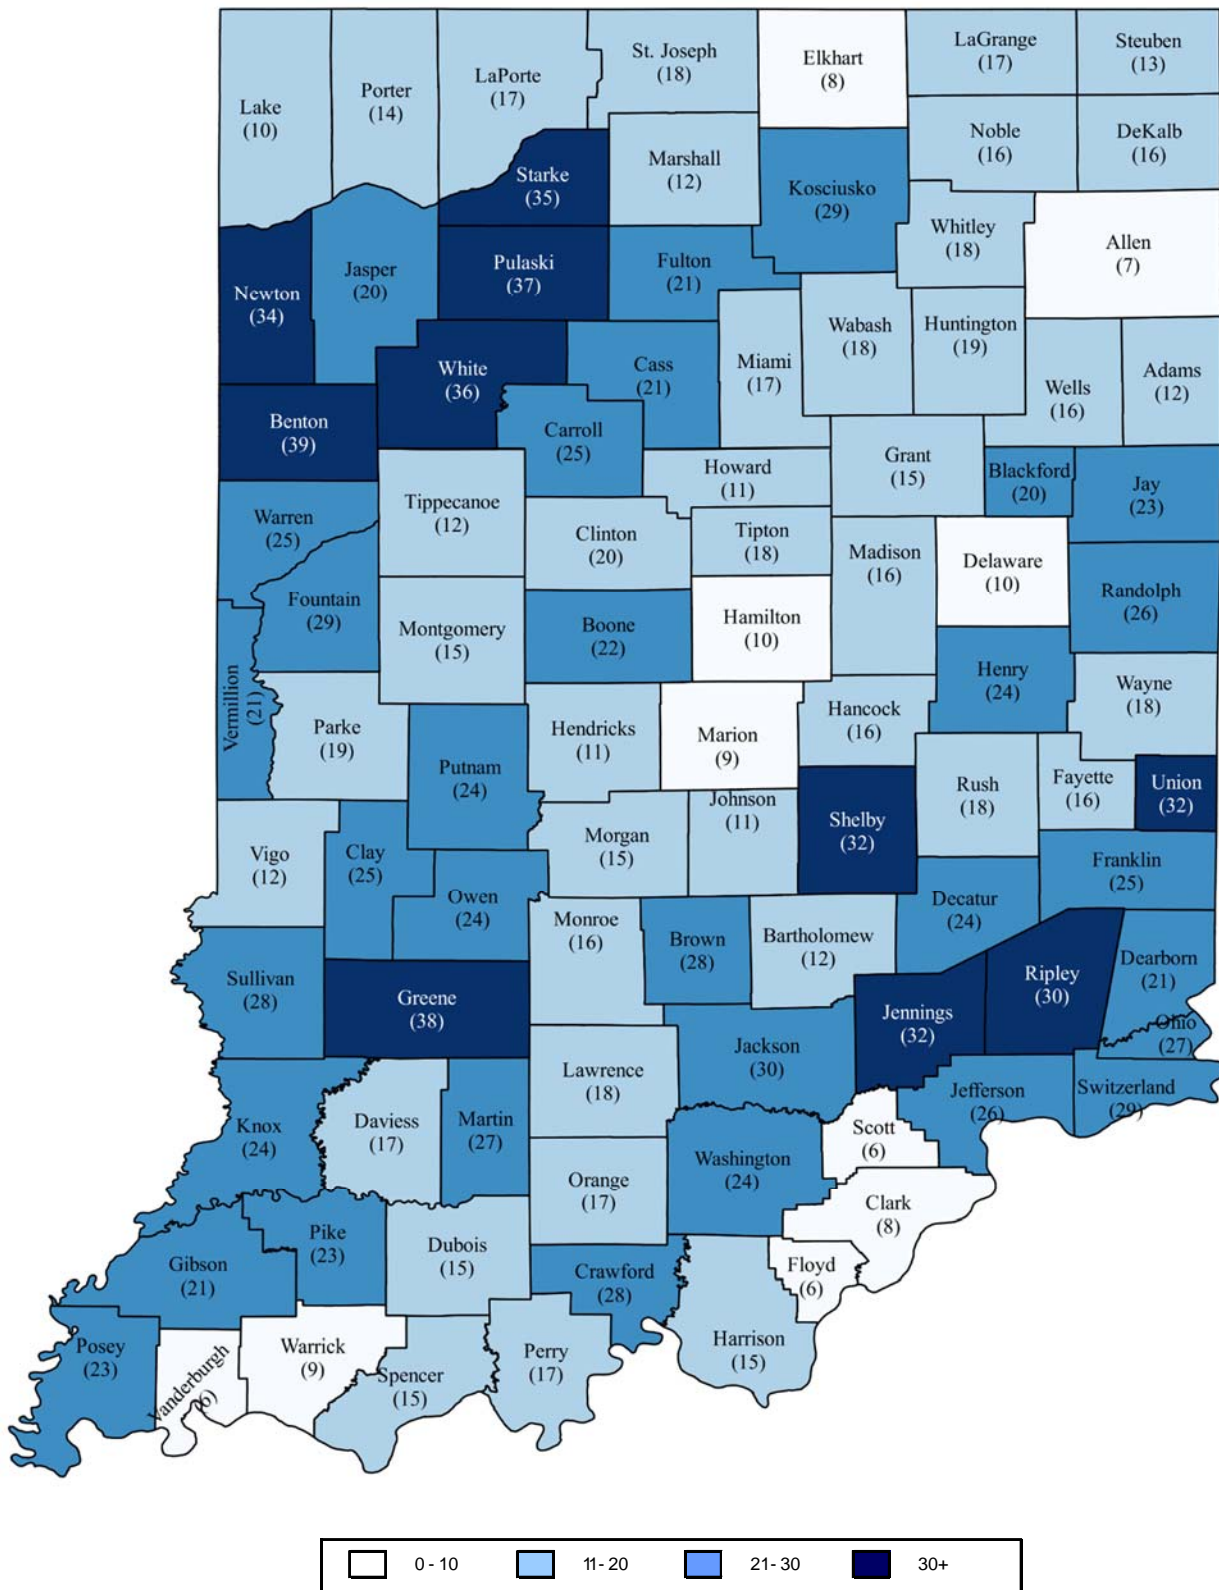 St. Joseph
(18)
Elkhart
(8)
LaGrange
(17)
Steuben
(13)
LaPorte
(17)
Porter
(14)
Lake
(10)
Noble
(16)
DeKalb
(16)
Marshall
(12)
Starke
(35)
Kosciusko
(29)
Whitley
(18)
Allen
(7)
Pulaski
(37)
Fulton
(21)
Jasper
(20)
Newton
(34)
Wabash
(18)
Huntington
(19)
White
(36)
Cass
(21)
Miami
(17)
Wells
(16)
Adams
(12)
Benton
(39)
Carroll
(25)
Howard
(11)
Grant
(15)
Blackford
(20)
Jay
(23)
Tippecanoe
(12)
Warren
(25)
Clinton
(20)
Tipton
(18)
Madison
(16)
Delaware
(10)
Randolph
(26)
Fountain
(29)
Montgomery
(15)
Boone
(22)
Hamilton
(10)
Henry
(24)
Wayne
(18)
Vermillion
(21)
Parke
(19)
Hendricks
(11)
Marion
(9)
Hancock
(16)
Putnam
(24)
Rush
(18)
Fayette
(16)
Union
(32)
Johnson
(11)
Shelby
(32)
Morgan
(15)
Vigo
(12)
Clay
(25)
Franklin
(25)
Owen
(24)
Decatur
(24)
Monroe
(16)
Brown
(28)
Bartholomew
(12)
Dearborn
(21)
Sullivan
(28)
Greene
(38)
Ripley
(30)
Jennings
(32)
Ohio
(27)
Jackson
(30)
Lawrence
(18)
Jefferson
(26)
Switzerland
(29)
Knox
(24)
Daviess
(17)
Martin
(27)
Scott
(6)
Washington
(24)
Orange
(17)
Clark
(8)
Pike
(23)
Dubois
(15)
Gibson
(21)
Crawford
(28)
Floyd
(6)
Harrison
(15)
Posey
(23)
Vanderburgh
(6)
Warrick
(9)
Spencer
(15)
Perry
(17)
0 - 10 11- 20 21- 30 30+